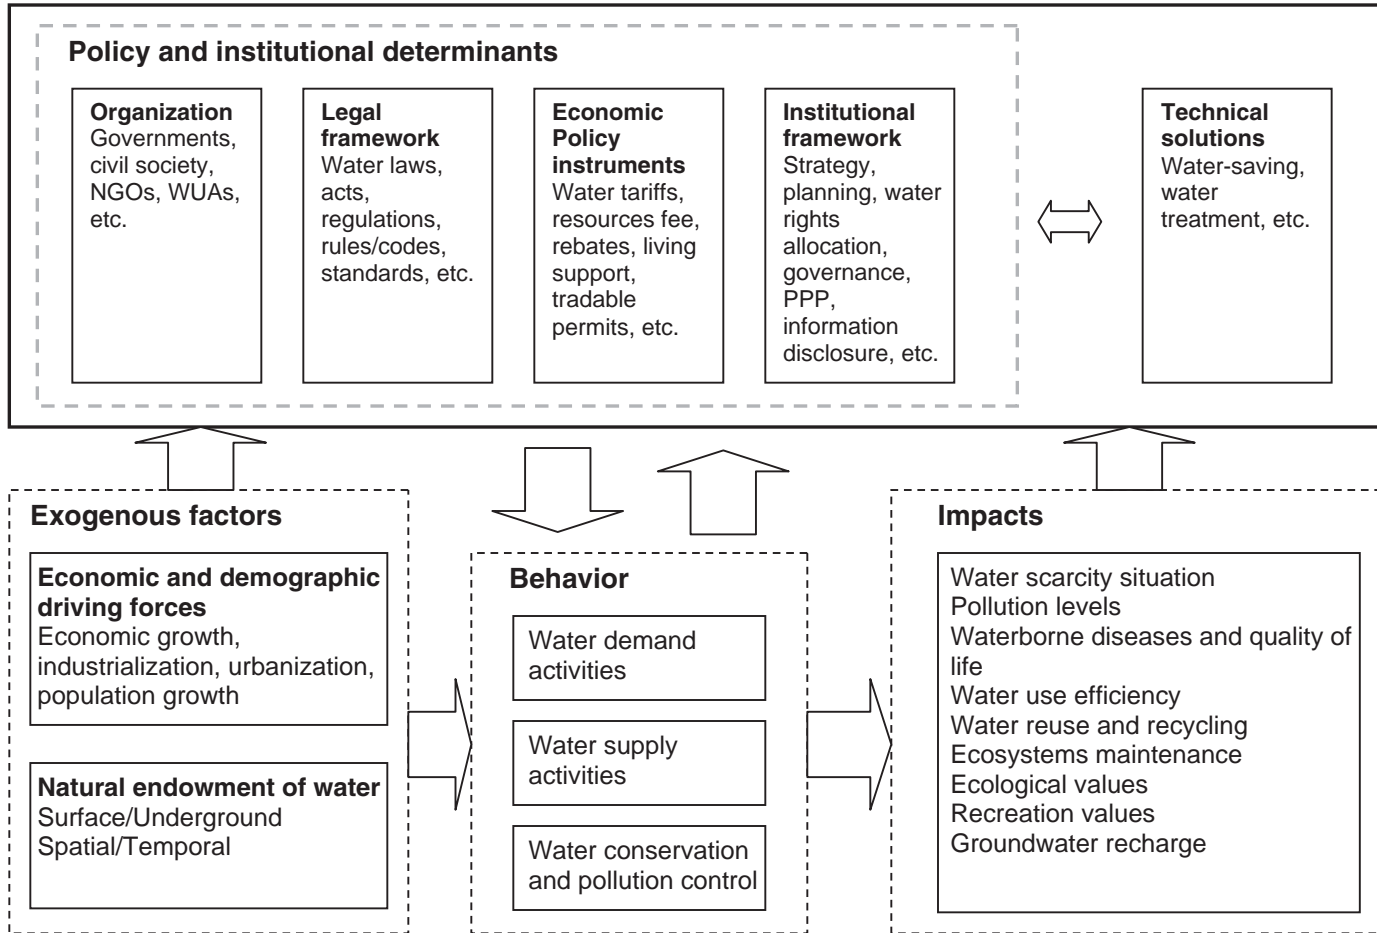 Policy and institutional determinants
Organization
Governments,
civil society,
NGOs, WUAs,
etc.
Legal
framework
Water laws,
acts,
regulations,
rules/codes,
standards, etc.
Economic
Policy
instruments
Water tariffs,
resources fee,
rebates, living
support,
tradable
permits, etc.
Institutional
framework
Strategy,
planning, water
rights
allocation,
governance,
PPP,
information
disclosure, etc.
Technical
solutions
Water-saving,
water
treatment, etc.
Exogenous factors
Economic and demographic
driving forces
Economic growth,
industrialization, urbanization,
population growth
Natural endowment of water
Surface/Underground
Spatial/Temporal
Behavior
Water demand
activities
Water supply
activities
Water conservation
and pollution control
Impacts
Water scarcity situation
Pollution levels
Waterborne diseases and quality of
life
Water use efficiency
Water reuse and recycling
Ecosystems maintenance
Ecological values
Recreation values
Groundwater recharge